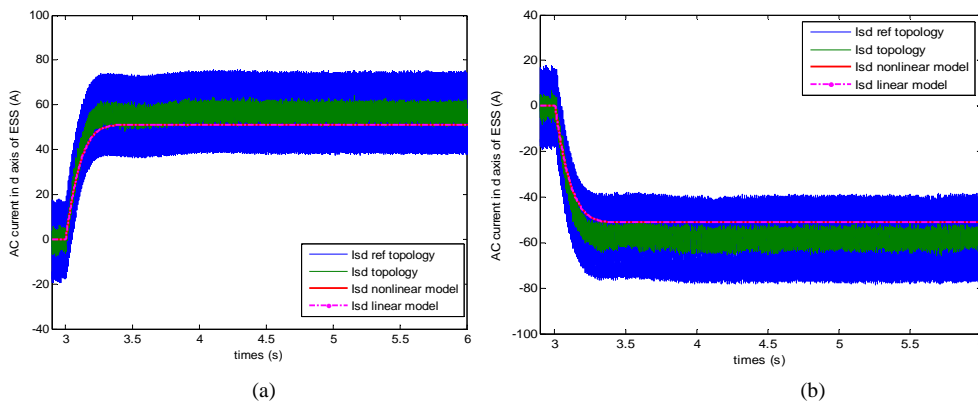 100
80
60
40
20
0
-20
-40
3
3.5
4
4.5
5
5.5
6
AC current in d axis of ESS (A)
times (s)
Isd ref topology
Isd topology
Isd nonlinear model
Isd linear model
(a)
40
20
0
-20
-40
-60
-80
-100
3
3.5
4
4.5
5
5.5
AC current in d axis of ESS (A)
times (s)
Isd ref topology
Isd topology
Isd nonlinear model
Isd linear model
(b)